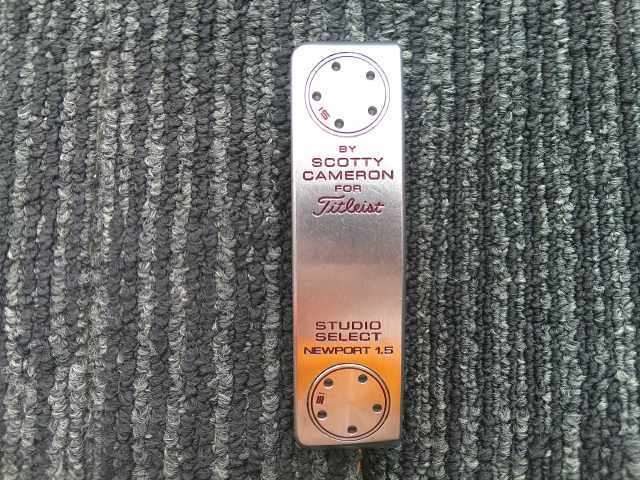 15
BY
SCOTTY
CAMERON
FOR
Titleist
STUDIO
SELECT
NEWPORT 1.5
15